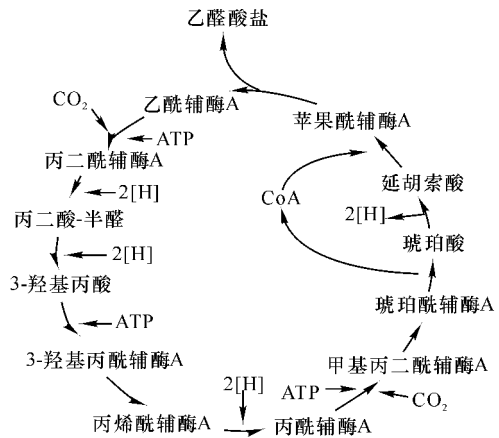 乙醛酸盐
CO₂
乙酰辅酶A
ATP
苹果酰辅酶A
丙二酰辅酶A
2[H]
丙二酸-半醛
2[H]
3-羟基丙酸
ATP
3-羟基丙酰辅酶A
丙烯酰辅酶A
2[H]
丙酰辅酶A
ATP
CO₂
甲基丙二酰辅酶A
琥珀酰辅酶A
琥珀酸
2[H]
延胡索酸
CoA